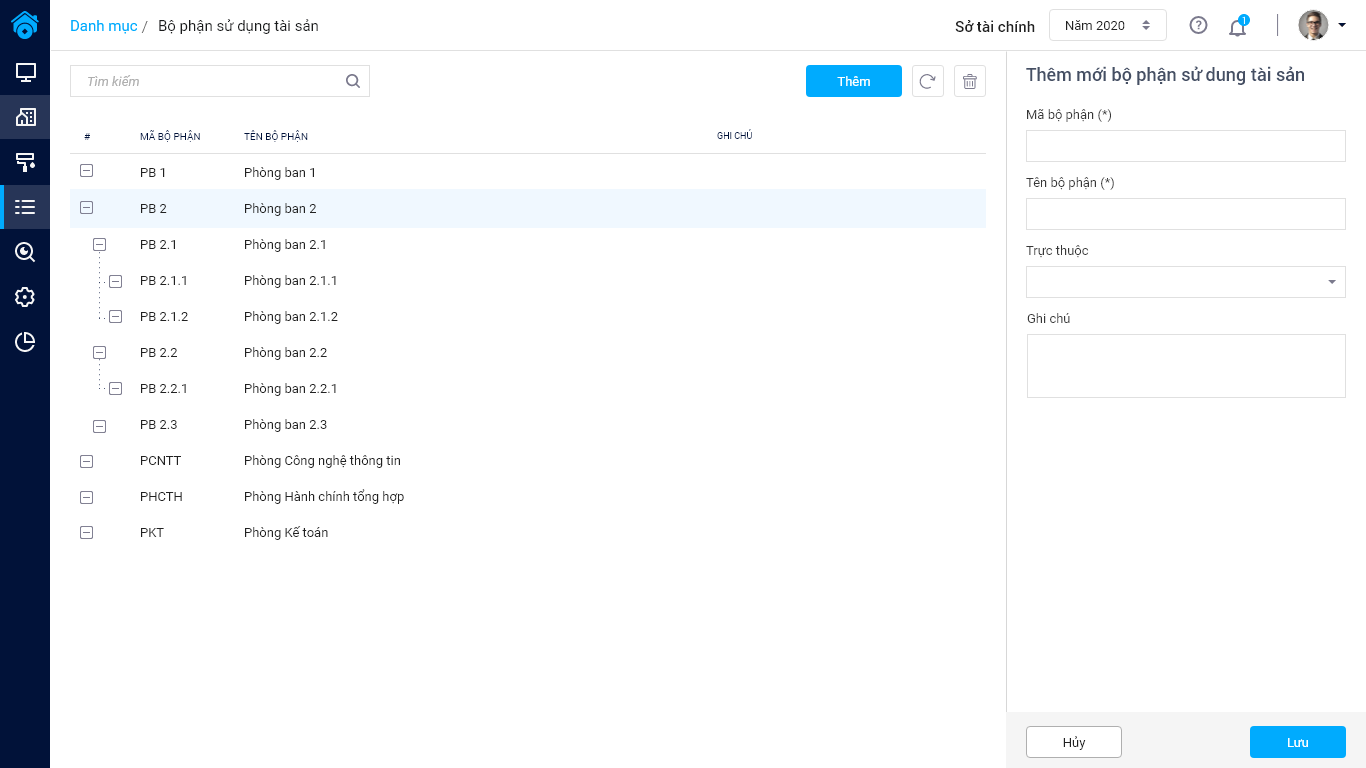 Danh mục / Bộ phận sử dụng tài sản
Sở tài chính
Năm 2020
1
Tìm kiếm
Thêm
# MÃ BỘ PHẬN TÊN BỘ PHẬN GHI CHÚ
PB 1 Phòng ban 1
PB 2 Phòng ban 2
PB 2.1 Phòng ban 2.1
PB 2.1.1 Phòng ban 2.1.1
PB 2.1.2 Phòng ban 2.1.2
PB 2.2 Phòng ban 2.2
PB 2.2.1 Phòng ban 2.2.1
PB 2.3 Phòng ban 2.3
PCNTT Phòng Công nghệ thông tin
PHCTH Phòng Hành chính tổng hợp
PKT Phòng Kế toán
Thêm mới bộ phận sử dung tài sản
Mã bộ phận (*)
Tên bộ phận (*)
Trực thuộc
Ghi chú
Hủy
Lưu